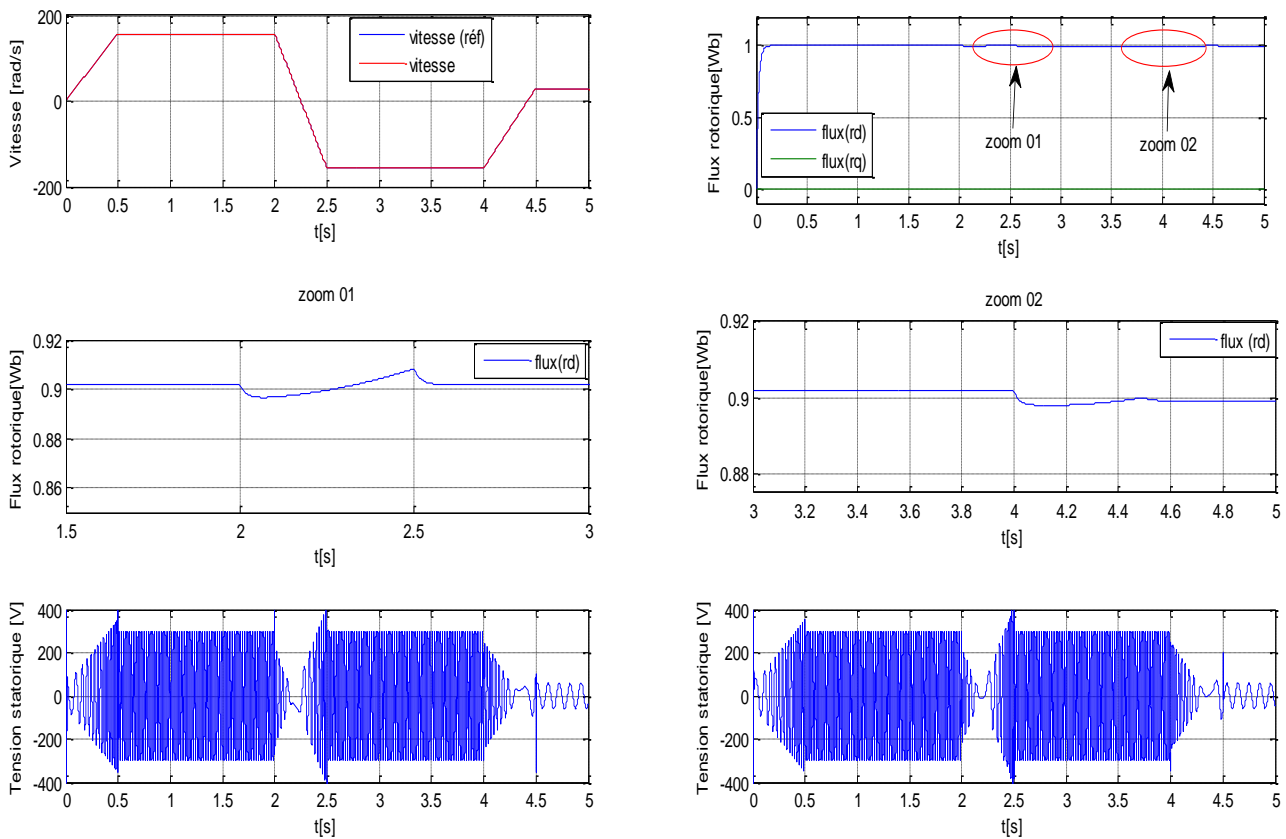 Vitesse [rad/s]
200
0
-200
vitesse (réf)
vitesse
0 0.5 1 1.5 2 2.5 3 3.5 4 4.5 5
t[s]
Flux rotorique[Wb]
1
0.5
0
flux(rd)
flux(rq)
zoom 01
zoom 02
0 0.5 1 1.5 2 2.5 3 3.5 4 4.5 5
t[s]
zoom 01
Flux rotorique[Wb]
0.92
0.9
0.88
0.86
flux(rd)
1.5 2 2.5 3
t[s]
zoom 02
Flux rotorique[Wb]
0.92
0.9
0.88
flux (rd)
3 3.2 3.4 3.6 3.8 4 4.2 4.4 4.6 4.8 5
t[s]
Tension statorique [V]
400
200
0
-200
-400
0 0.5 1 1.5 2 2.5 3 3.5 4 4.5 5
t[s]
Tension statorique [V]
400
200
0
-200
-400
0 0.5 1 1.5 2 2.5 3 3.5 4 4.5 5
t[s]